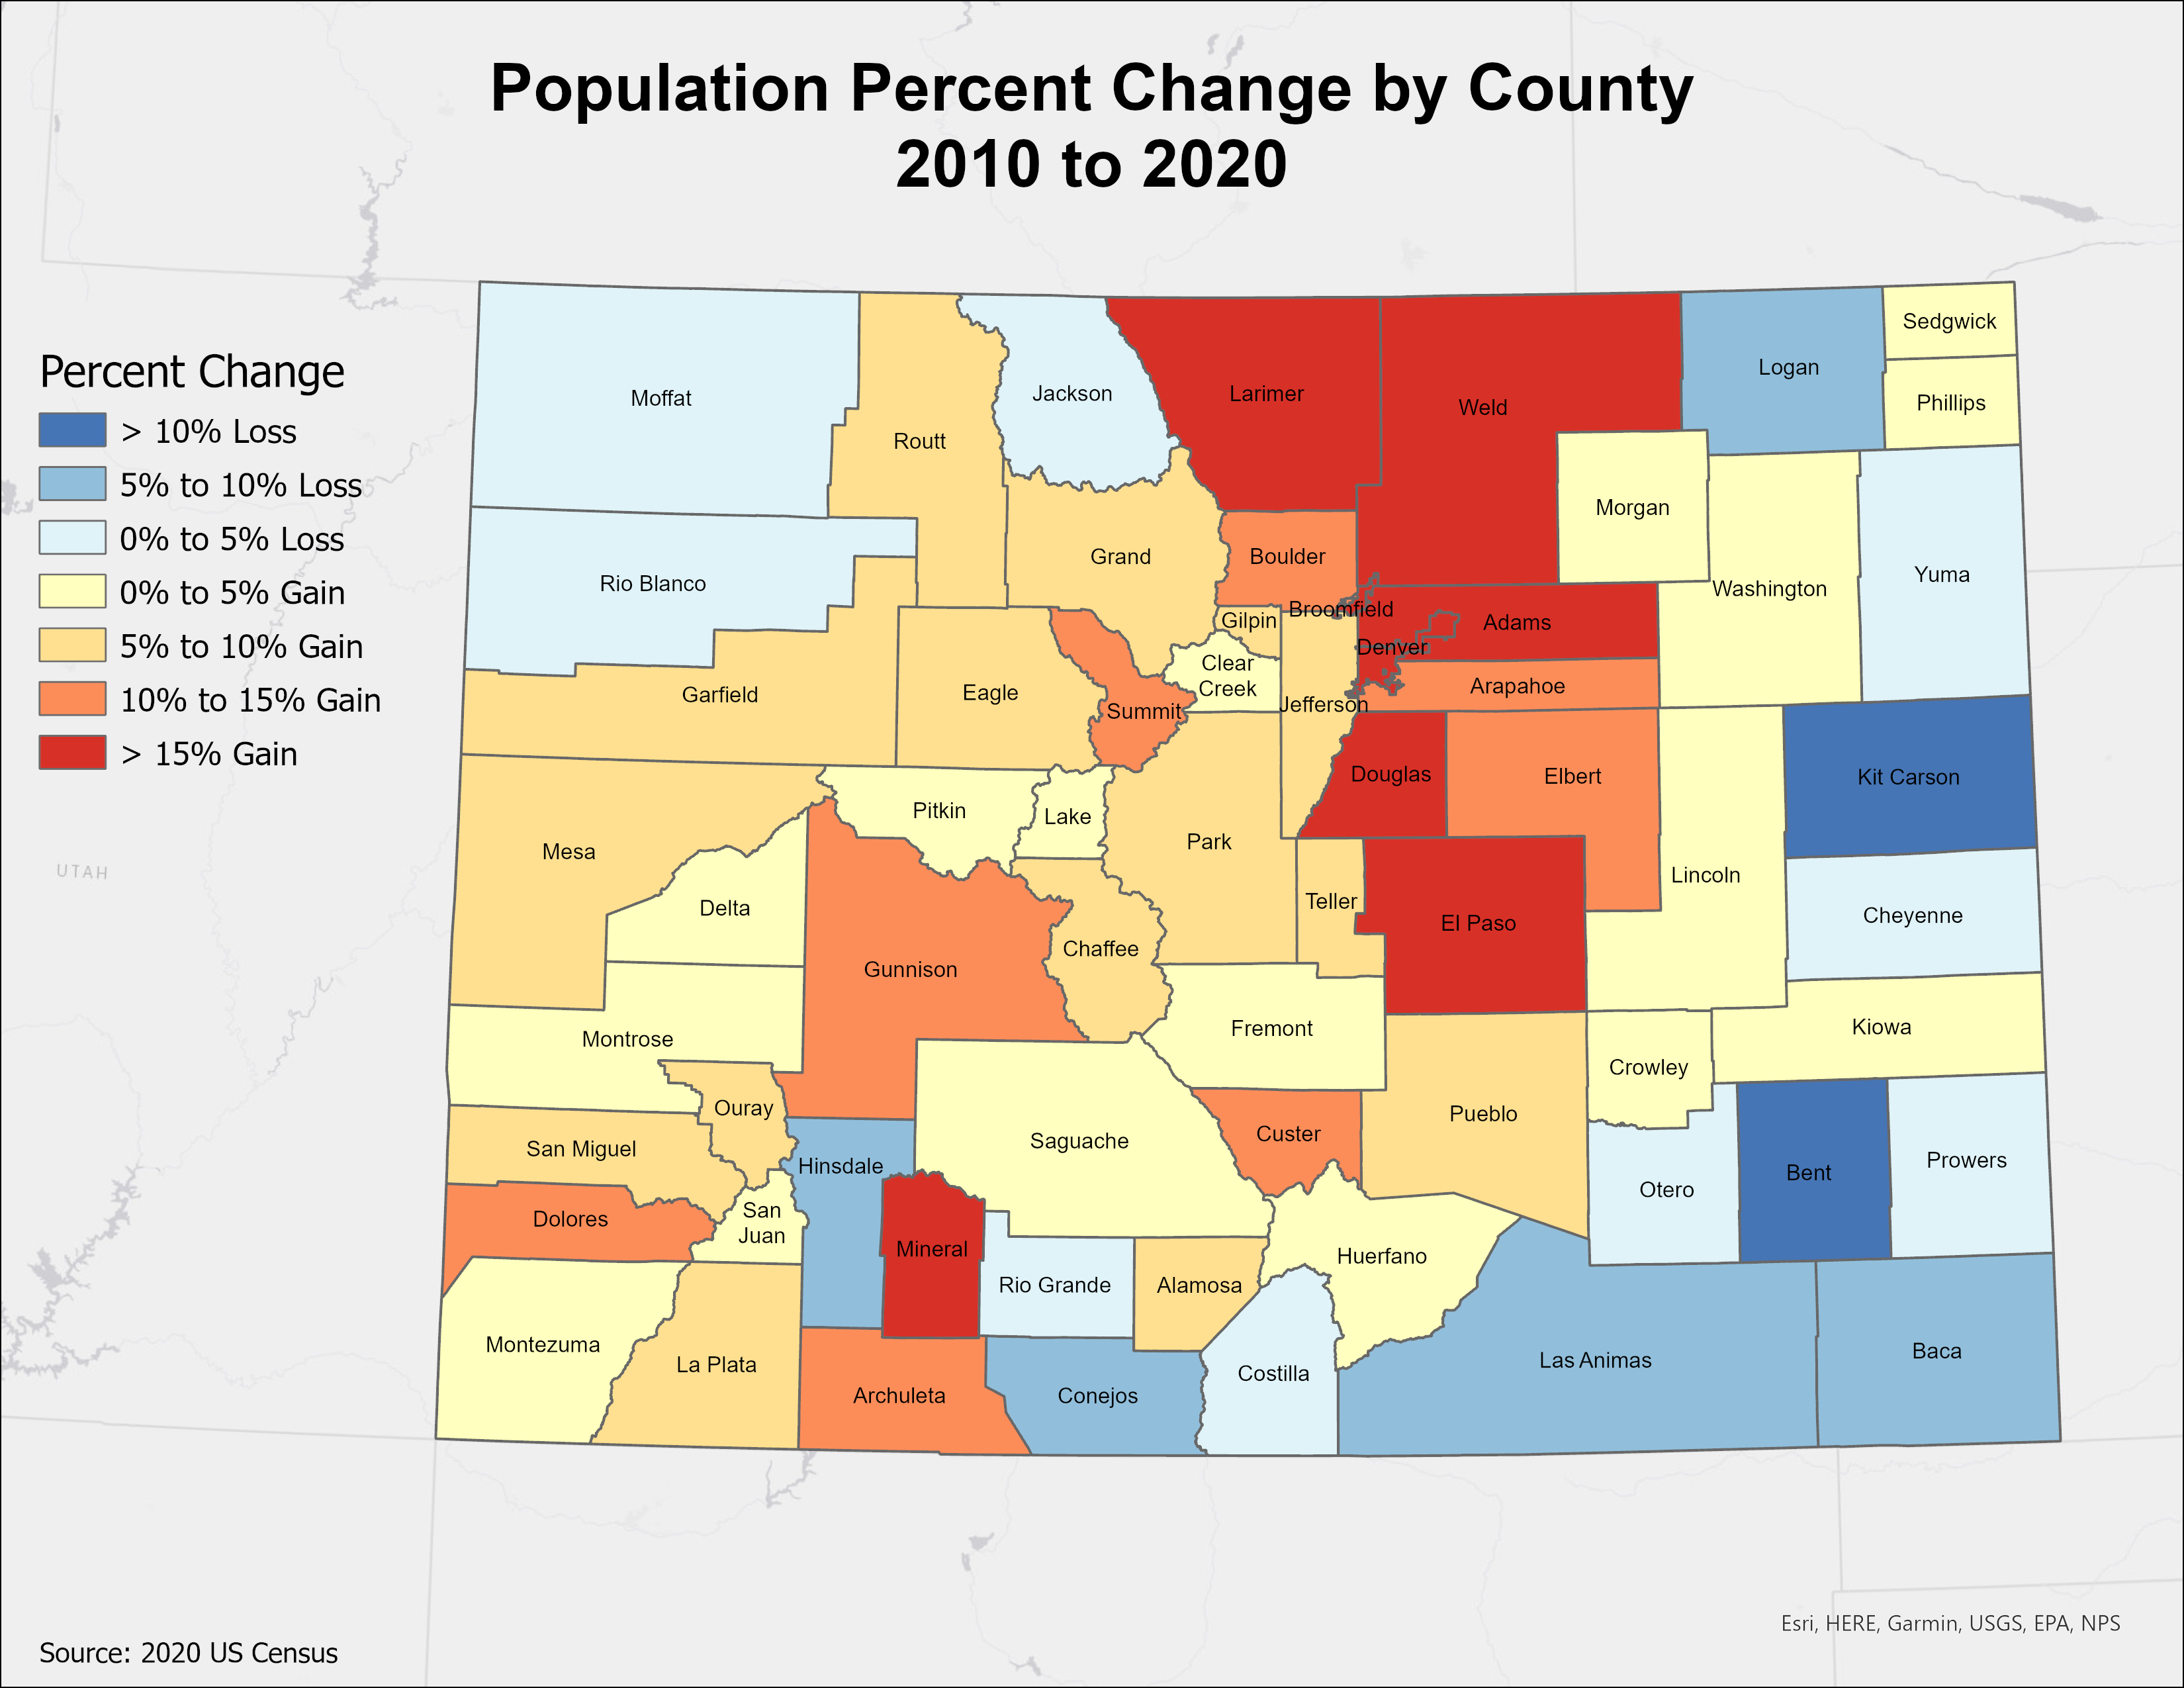 Population Percent Change by County
2010 to 2020
Percent Change
> 10% Loss
5% to 10% Loss
0% to 5% Loss
0% to 5% Gain
5% to 10% Gain
10% to 15% Gain
> 15% Gain
Sedgwick
Logan
Moffat
Jackson
Larimer
Weld
Phillips
Routt
Morgan
Grand
Boulder
Rio Blanco
Yuma
Washington
Broomfield
Gilpin
Adams
Denver
Clear
Creek
Garfield
Eagle
Arapahoe
Jefferson
Summit
Douglas
Elbert
Kit Carson
Pitkin
Lake
Park
Mesa
UTAH
Lincoln
Teller
Delta
Cheyenne
El Paso
Chaffee
Gunnison
Fremont
Kiowa
Montrose
Crowley
Ouray
Pueblo
Custer
Saguache
San Miguel
Prowers
Hinsdale
Bent
Otero
San
Juan
Dolores
Mineral
Huerfano
Rio Grande
Alamosa
Montezuma
Baca
Las Animas
La Plata
Costilla
Archuleta
Conejos
Esri, HERE, Garmin, USGS, EPA, NPS
Source: 2020 US Census